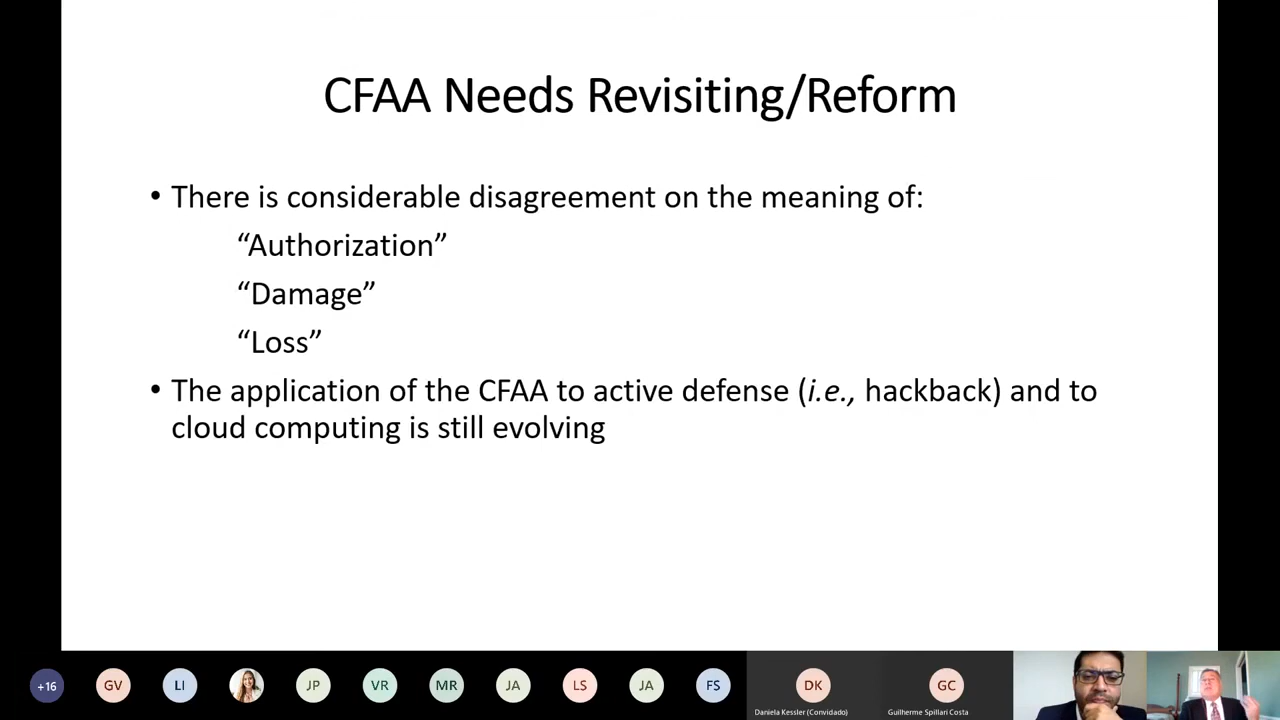 CFAA Needs Revisiting/Reform
• There is considerable disagreement on the meaning of:
“Authorization”
“Damage”
“Loss”
• The application of the CFAA to active defense (i.e., hackback) and to
cloud computing is still evolving
+16
GV
LI
JP
VR
MR
JA
LS
JA
FS
DK
GC
Daniela Kessler (Convidado)
Guilherme Spillari Costa